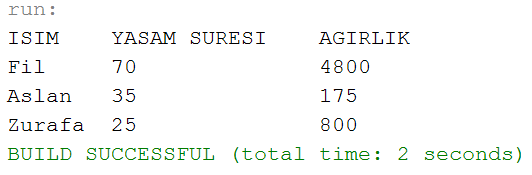 run:
ISIM    YASAM SURESI    AGIRLIK
Fil     70              4800
Aslan   35              175
Zurafa  25              800
BUILD SUCCESSFUL (total time: 2 seconds)